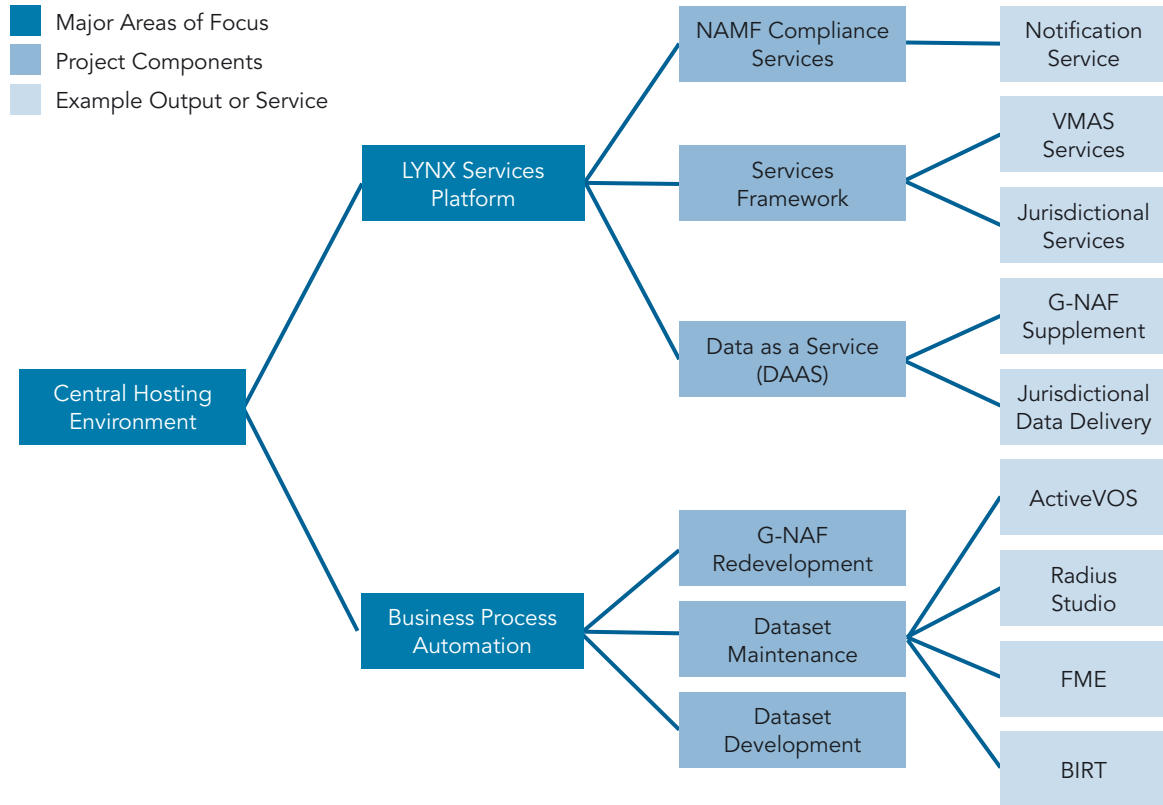 Major Areas of Focus
Project Components
Example Output or Service
NAMF Compliance
Services
Notification
Service
LYNX Services
Platform
Services
Framework
VMAS
Services
Jurisdictional
Services
Data as a Service
(DAAS)
G-NAF
Supplement
Jurisdictional
Data Delivery
Central Hosting
Environment
Business Process
Automation
G-NAF
Redevelopment
Dataset
Maintenance
Dataset
Development
ActiveVOS
Radius
Studio
FME
BIRT